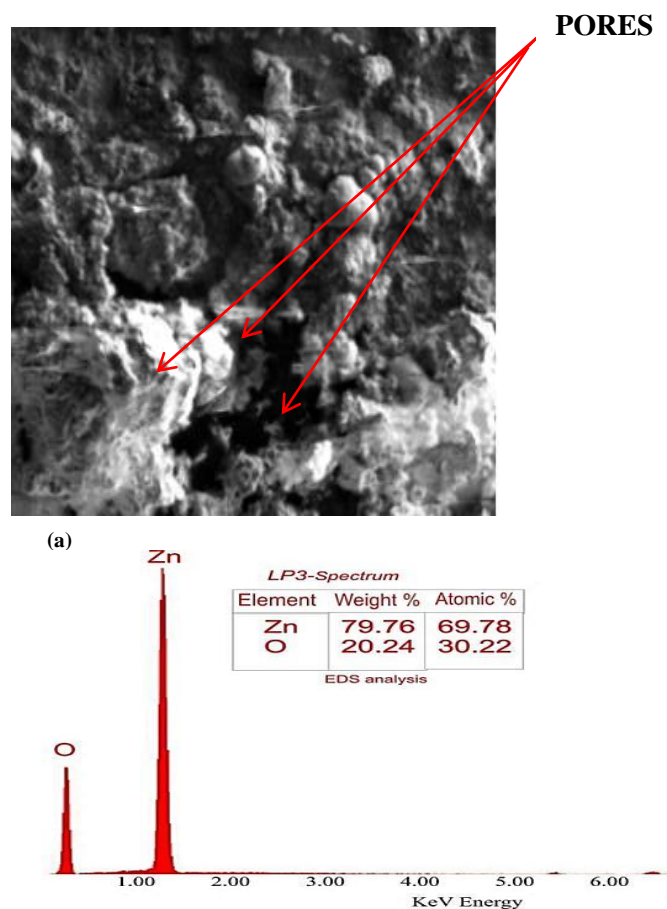 PORES
(a)
Zn
LP3-Spectrum
Element Weight % Atomic %
Zn 79.76 69.78
O 20.24 30.22
EDS analysis
O
1.00 2.00 3.00 4.00 5.00 6.00
KeV Energy